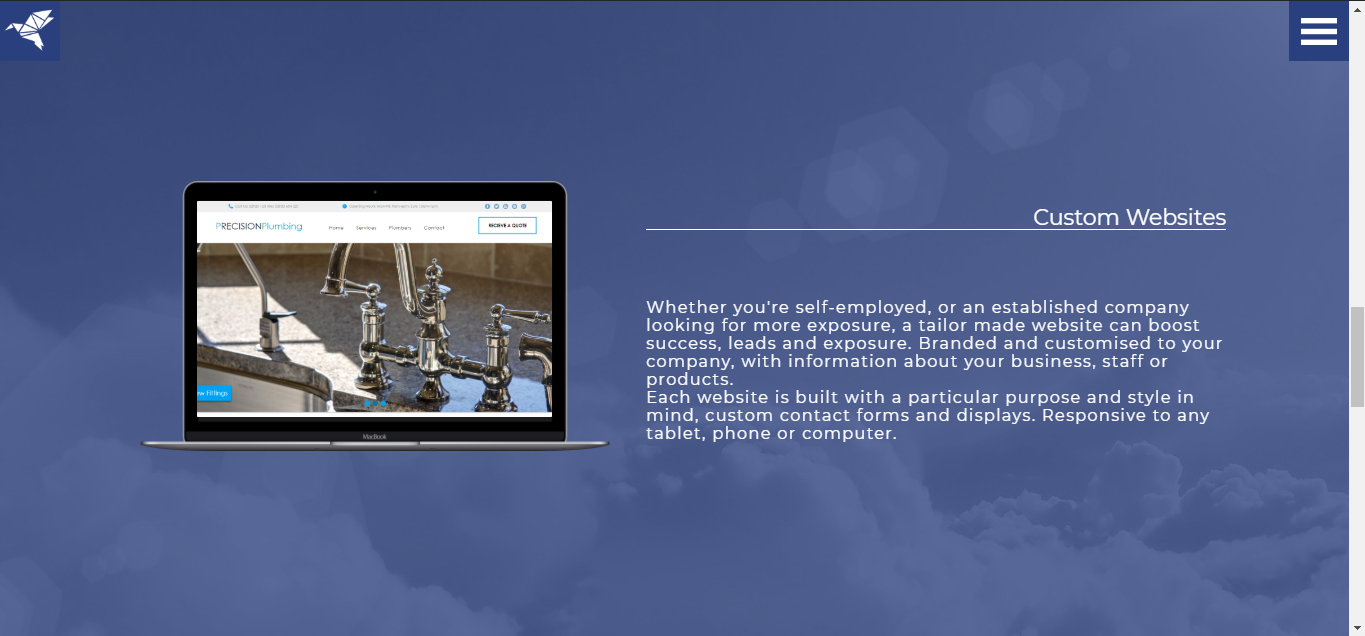 PRECISIONPlumbing
Home Services Plumbers Contact
RECIEVE A QUOTE
ew Fittings
MacBook
Custom Websites
Whether you're self-employed, or an established company
looking for more exposure, a tailor made website can boost
success, leads and exposure. Branded and customised to your
company, with information about your business, staff or
products.
Each website is built with a particular purpose and style in
mind, custom contact forms and displays. Responsive to any
tablet, phone or computer.